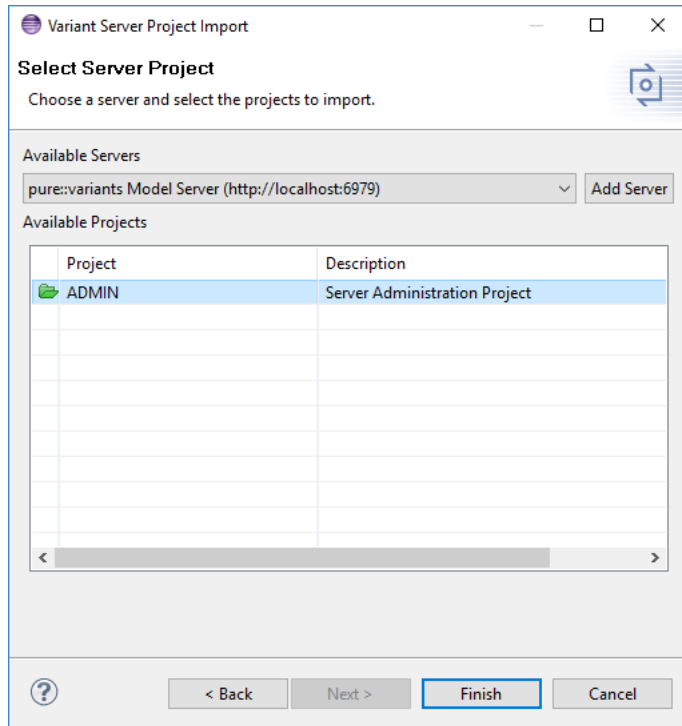 Variant Server Project Import
Select Server Project
Choose a server and select the projects to import.
Available Servers
pure::variants Model Server (http://localhost:6979) Add Server
Available Projects
Project Description
ADMIN Server Administration Project
? < Back Next > Finish Cancel